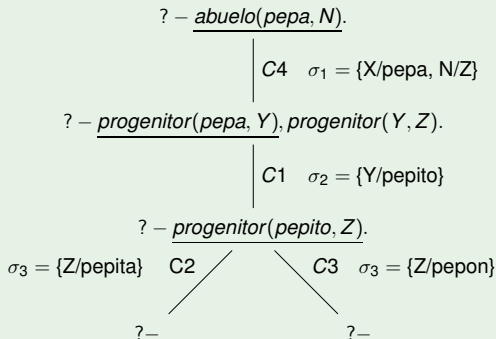 ? − abuelo(pepa, N).
C4 σ₁ = {X/pepa, N/Z}
? − progenitor(pepa, Y), progenitor(Y, Z).
C1 σ₂ = {Y/pepito}
? − progenitor(pepito, Z).
σ₃ = {Z/pepita} C2 C3 σ₃ = {Z/pepon}
?− ?−